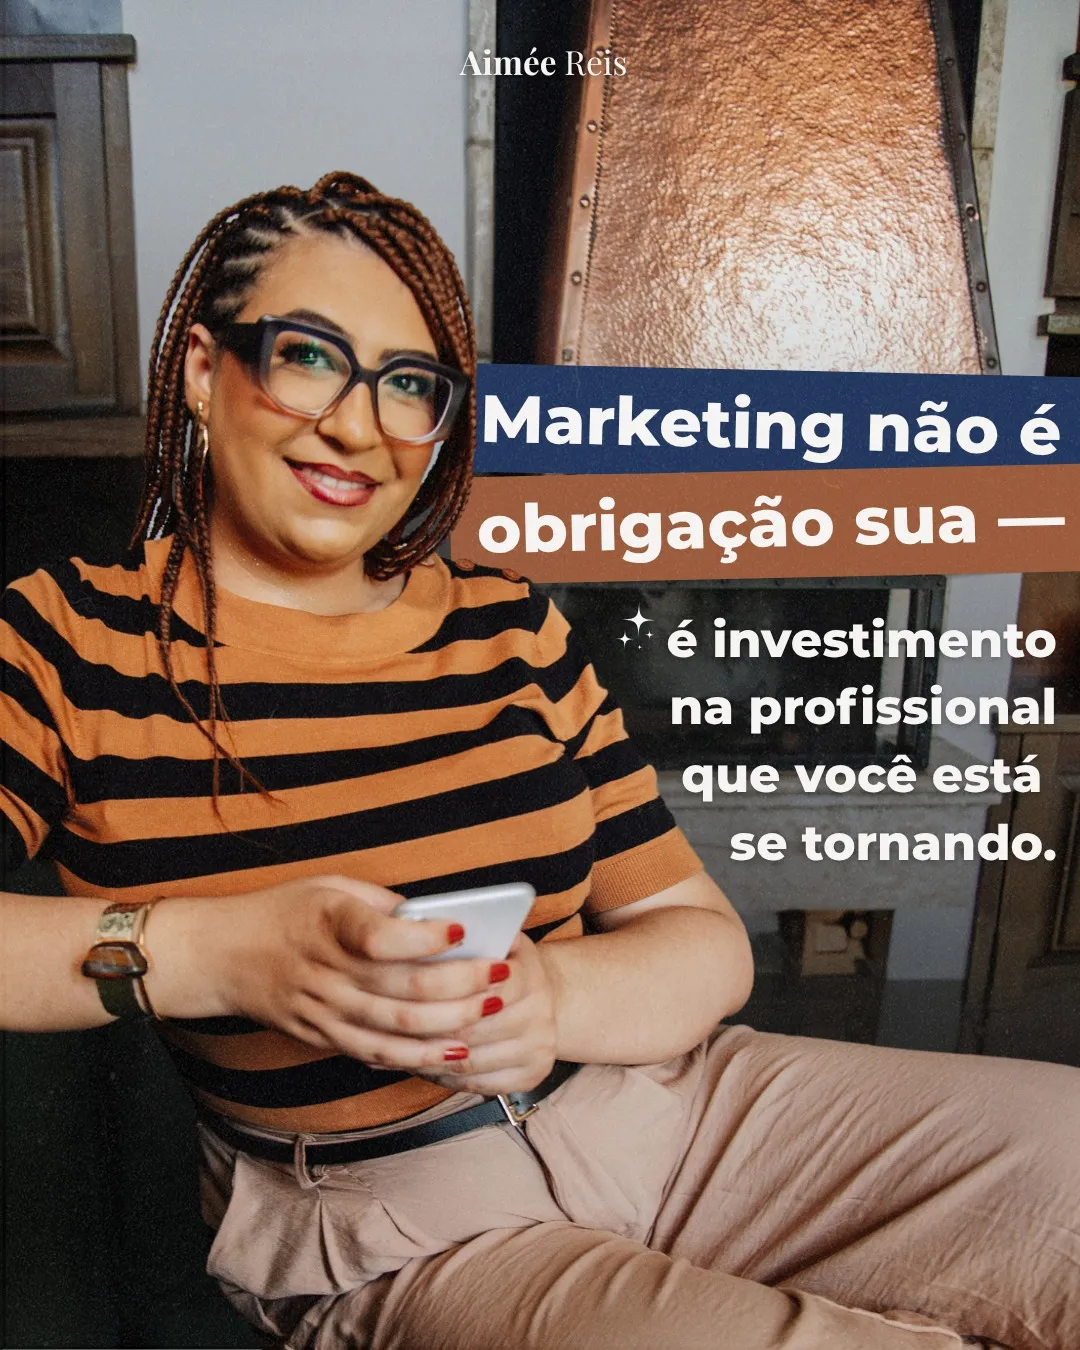 Aimée Reis
Marketing não é
obrigação sua —
é investimento
na profissional
que você está
se tornando.